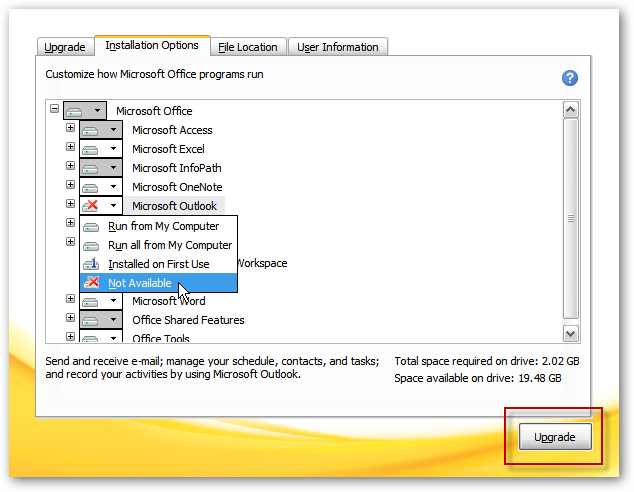 Upgrade Installation Options File Location User Information
Customize how Microsoft Office programs run
?
Microsoft Office
Microsoft Access
Microsoft Excel
Microsoft InfoPath
Microsoft OneNote
Microsoft Outlook
Run from My Computer
Run all from My Computer
Installed on First Use
Workspace
Not Available
Microsoft Word
Office Shared Features
Office Tools
Send and receive e-mail; manage your schedule, contacts, and tasks;
and record your activities by using Microsoft Outlook.
Total space required on drive: 2.02 GB
Space available on drive: 19.48 GB
Upgrade